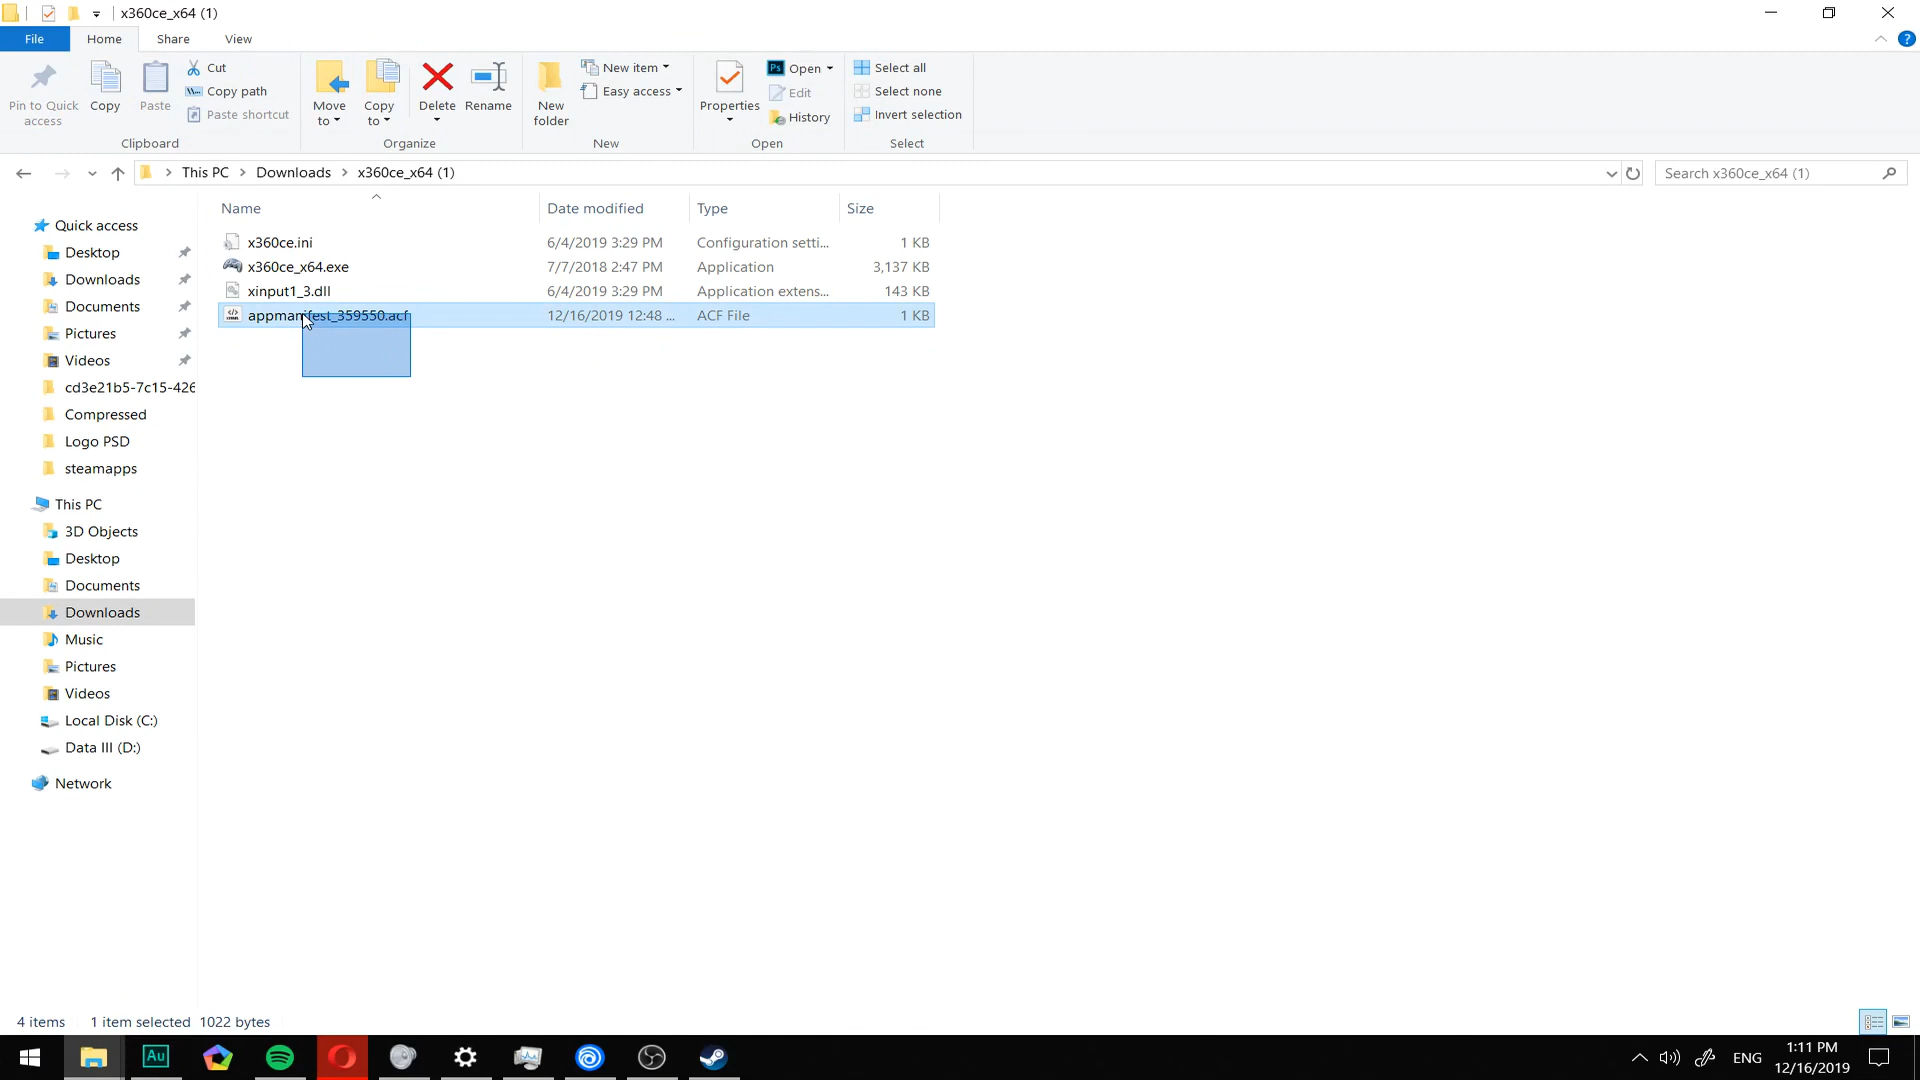 x360ce_x64 (1)
File Home Share View
Pin to Quick access
Copy
Paste
Cut
Copy path
Paste shortcut
Clipboard
Move to
Copy to
Delete
Rename
Organize
New folder
New item
Easy access
New
Properties
Open
Edit
History
Open
Select all
Select none
Invert selection
Select
This PC > Downloads > x360ce_x64 (1)
Search x360ce_x64 (1)
Name Date modified Type Size
x360ce.ini 6/4/2019 3:29 PM Configuration setti... 1 KB
x360ce_x64.exe 7/7/2018 2:47 PM Application 3,137 KB
xinput1_3.dll 6/4/2019 3:29 PM Application extens... 143 KB
appmanifest_359550.acf 12/16/2019 12:48 ... ACF File 1 KB
Quick access
Desktop
Downloads
Documents
Pictures
Videos
cd3e21b5-7c15-426
Compressed
Logo PSD
steamapps
This PC
3D Objects
Desktop
Documents
Downloads
Music
Pictures
Videos
Local Disk (C:)
Data III (D:)
Network
4 items 1 item selected 1022 bytes
Au
ENG
1:11 PM
12/16/2019